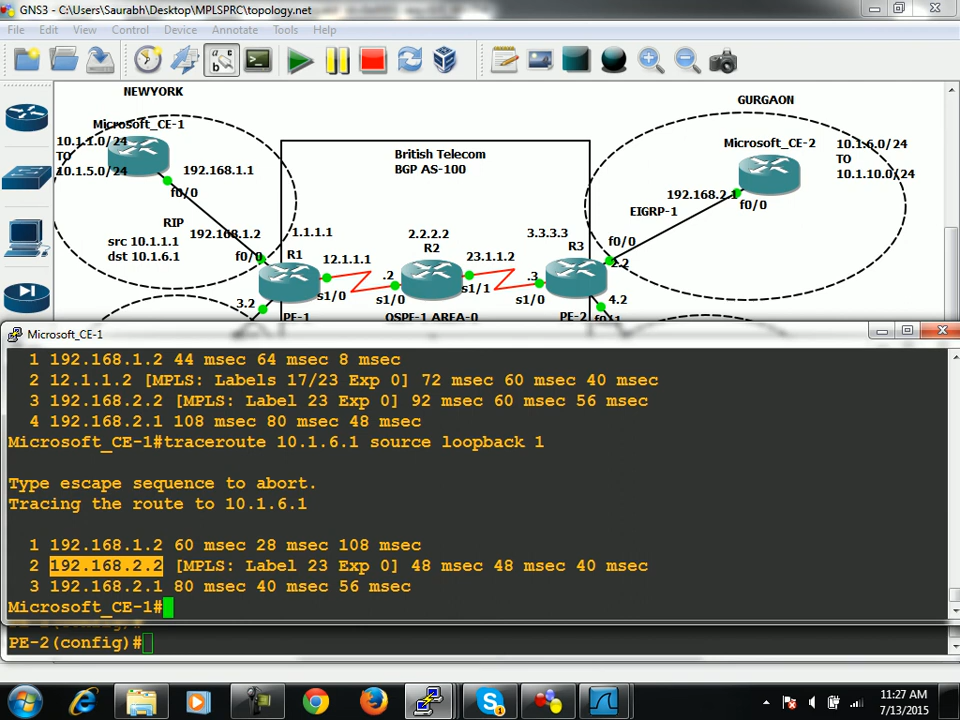 GNS3 - C:\Users\Saurabh\Desktop\MPLSPRC\topology.net
File Edit View Control Device Annotate Tools Help
NEWYORK
GURGAON
Microsoft_CE-1
10.1.1.0/24
TO
10.1.5.0/24
192.168.1.1
f0/0
RIP
192.168.1.2
src 10.1.1.1
dst 10.1.6.1
f0/0
British Telecom
BGP AS-100
1.1.1.1
R1
12.1.1.1
s1/0
3.2
PE-1
2.2.2.2
R2
.2
s1/0
23.1.1.2
s1/1
OSPF-1 AREA-0
3.3.3.3
R3
.3
s1/0
PE-2
f0/0
2.2
4.2
Microsoft_CE-2
10.1.6.0/24
TO
10.1.10.0/24
192.168.2.1
f0/0
EIGRP-1
Microsoft_CE-1
1 192.168.1.2 44 msec 64 msec 8 msec
2 12.1.1.2 [MPLS: Labels 17/23 Exp 0] 72 msec 60 msec 40 msec
3 192.168.2.2 [MPLS: Label 23 Exp 0] 92 msec 60 msec 56 msec
4 192.168.2.1 108 msec 80 msec 48 msec
Microsoft_CE-1#traceroute 10.1.6.1 source loopback 1
Type escape sequence to abort.
Tracing the route to 10.1.6.1
1 192.168.1.2 60 msec 28 msec 108 msec
2 192.168.2.2 [MPLS: Label 23 Exp 0] 48 msec 48 msec 40 msec
3 192.168.2.1 80 msec 40 msec 56 msec
Microsoft_CE-1#
PE-2(config)#
PE-2(config)#
11:27 AM
7/13/2015